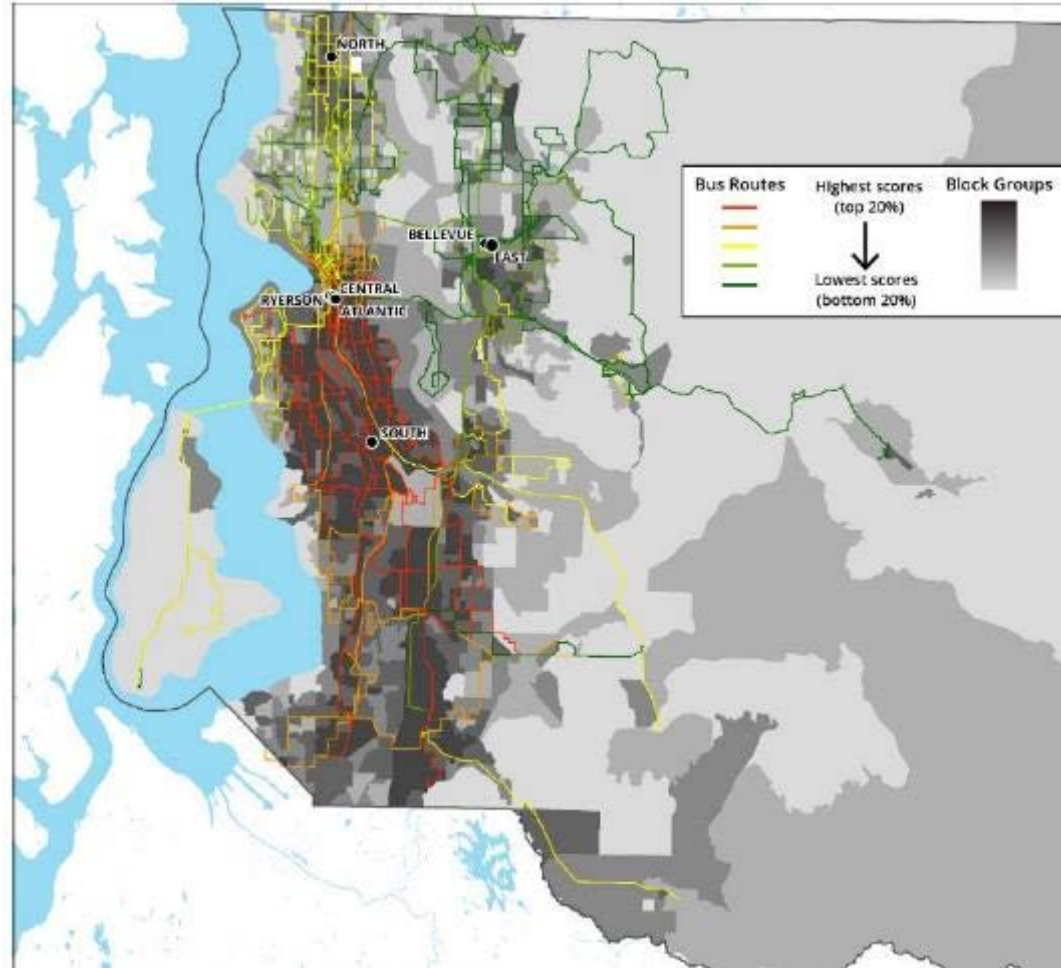 NORTH
Bus Routes
Highest scores
(top 20%)
Lowest scores
(bottom 20%)
Block Groups
BELLEVUE
EAST
RYERSON
CENTRAL
ATLANTIC
SOUTH